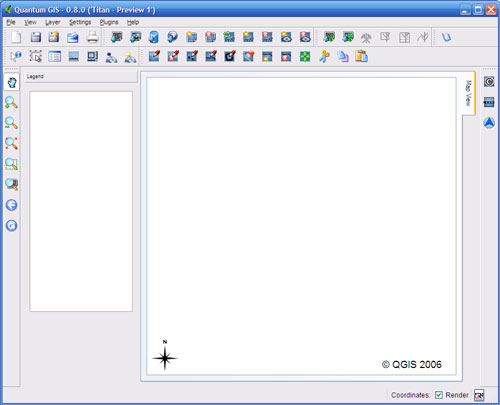 Quantum GIS - 0.8.0 ('Titan - Preview 1')
File View Layer Settings Plugins Help
Legend
Map View
N
© QGIS 2006
Coordinates: Render